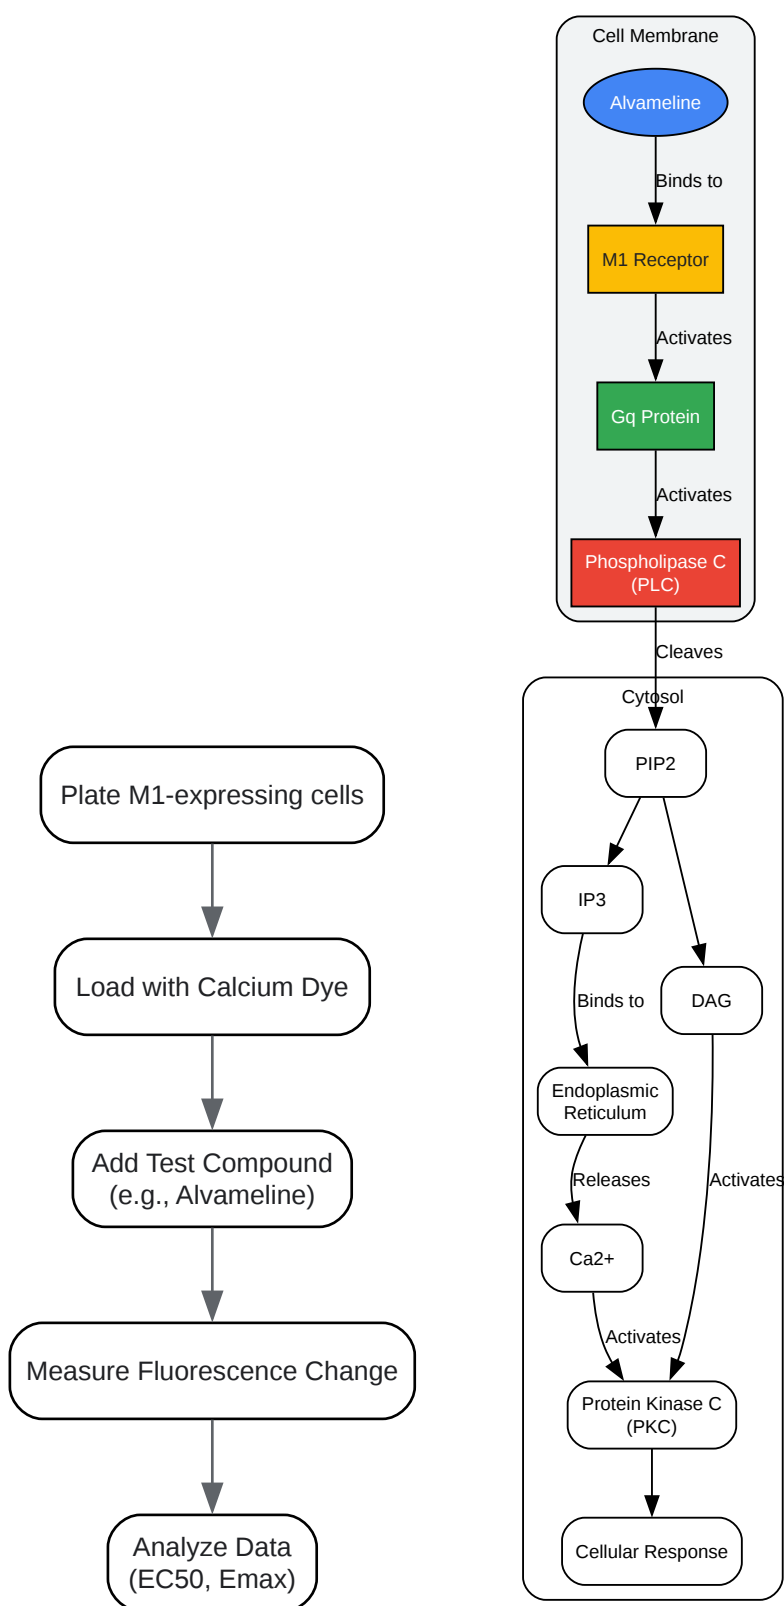 Plate M1-expressing cells
Load with Calcium Dye
Add Test Compound
(e.g., Alvameline)
Measure Fluorescence Change
Analyze Data
(EC50, Emax)
Cell Membrane
Alvameline
Binds to
M1 Receptor
Activates
Gq Protein
Activates
Phospholipase C
(PLC)
Cleaves
Cytosol
PIP2
IP3
DAG
Binds to
Endoplasmic
Reticulum
Releases
Activates
Ca2+
Activates
Protein Kinase C
(PKC)
Cellular Response